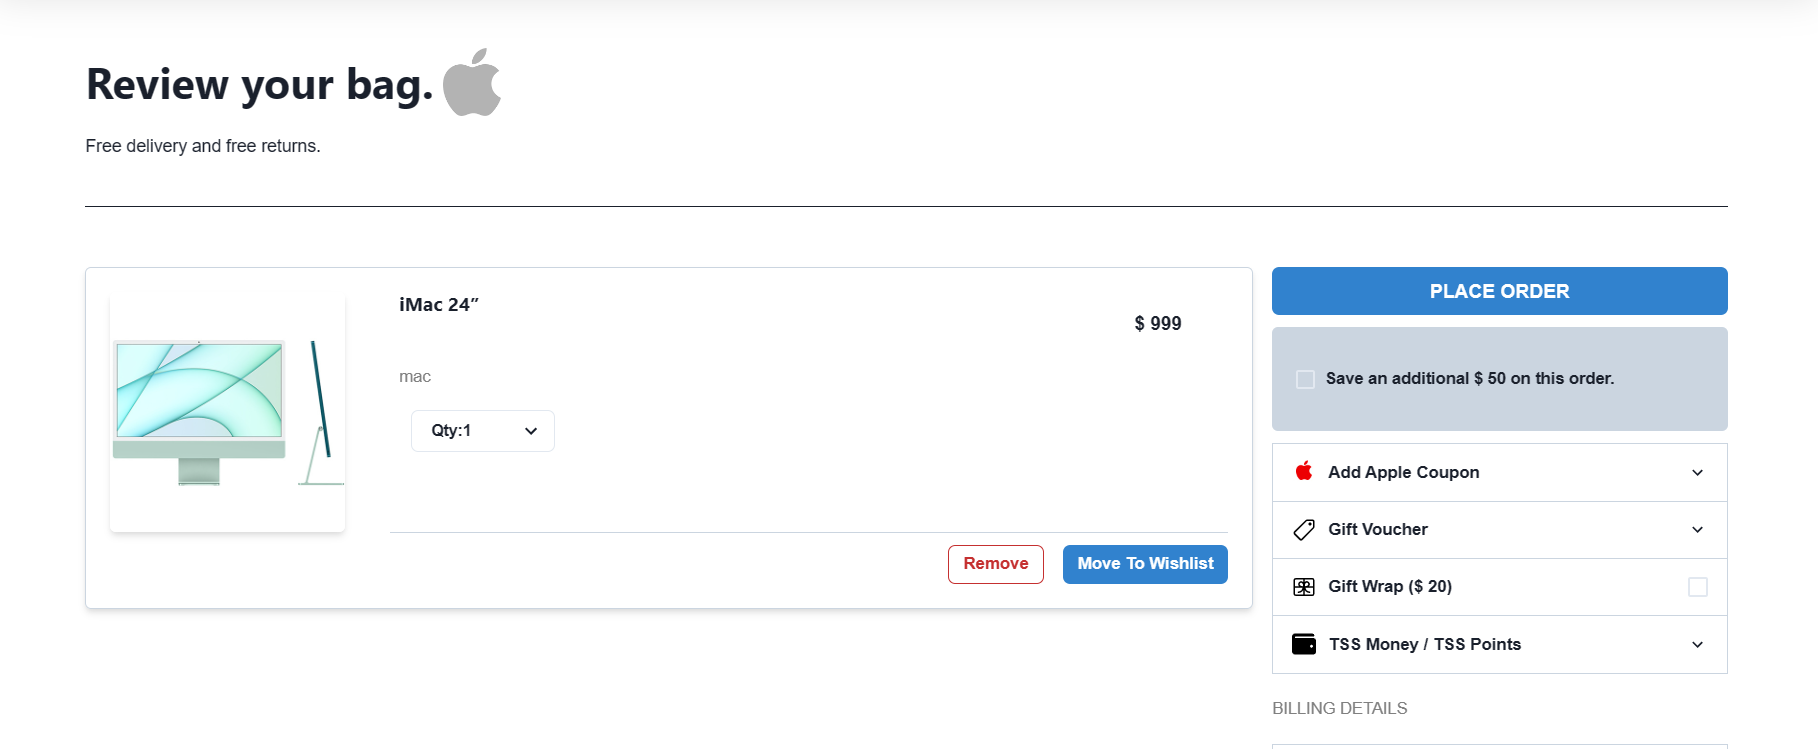 Review your bag.
Free delivery and free returns.
iMac 24”
$ 999
mac
Qty:1
Remove
Move To Wishlist
PLACE ORDER
Save an additional $ 50 on this order.
Add Apple Coupon
Gift Voucher
Gift Wrap ($ 20)
TSS Money / TSS Points
BILLING DETAILS